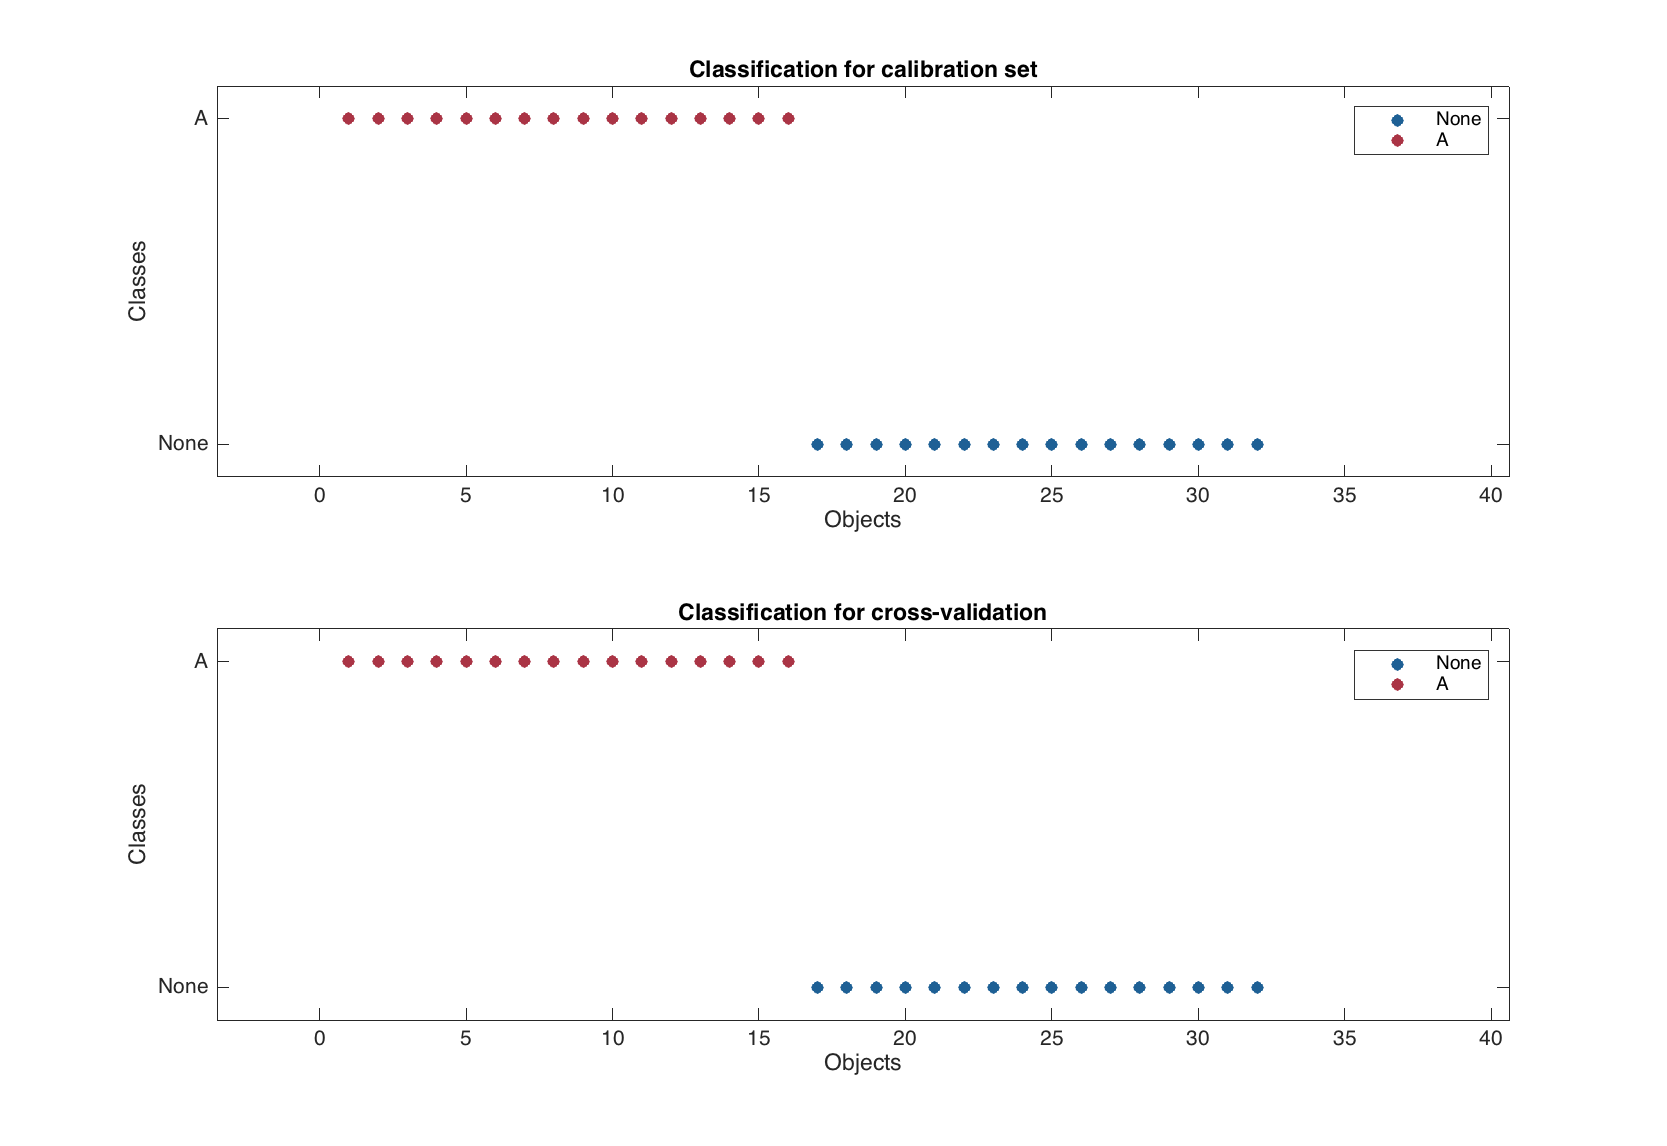 Classification for calibration set
A
None
A
Classes
None
0 5 10 15 20 25 30 35 40
Objects
Classification for cross-validation
A
None
A
Classes
None
0 5 10 15 20 25 30 35 40
Objects